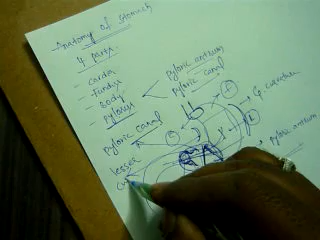 Anatomy of Stomach
4 parts
- Cardia
- Fundus
- Body
- Pylorus
pyloric antrum
pyloric canal
pyloric canal
lesser
Cu
G. curvature
pyloric antrum